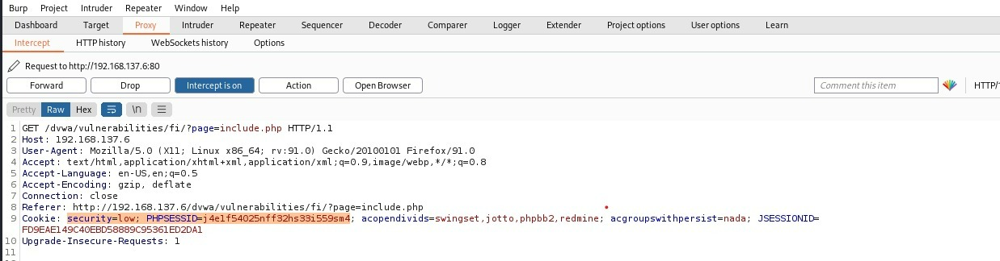 Burp Project Intruder Repeater Window Help
Dashboard Target Proxy Intruder Repeater Sequencer Decoder Comparer Logger Extender Project options User options Learn
Intercept HTTP history WebSockets history Options
Request to http://192.168.137.6:80
Forward Drop Intercept is on Action Open Browser Comment this item HTTP/1
Pretty Raw Hex \n
1 GET /dvwa/vulnerabilities/fi/?page=include.php HTTP/1.1
2 Host: 192.168.137.6
3 User-Agent: Mozilla/5.0 (X11; Linux x86_64; rv:91.0) Gecko/20100101 Firefox/91.0
4 Accept: text/html,application/xhtml+xml,application/xml;q=0.9,image/webp,*/*;q=0.8
5 Accept-Language: en-US,en;q=0.5
6 Accept-Encoding: gzip, deflate
7 Connection: close
8 Referer: http://192.168.137.6/dvwa/vulnerabilities/fi/?page=include.php
9 Cookie: security=low; PHPSESSID=j4e1f54025nff32hs33i559sm4; acopendivids=swingset,jotto,phpbb2,redmine; acgroupswithpersist=nada; JSESSIONID=
FD9EAE149C40EBD58889C95361ED2DA1
10 Upgrade-Insecure-Requests: 1
11